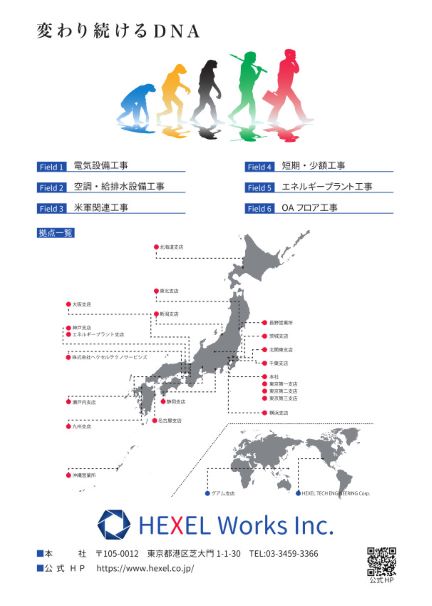 変わり続けるDNA
Field 1 電気設備工事
Field 2 空調・給排水設備工事
Field 3 米軍関連工事
Field 4 短期・少額工事
Field 5 エネルギープラント工事
Field 6 OAフロア工事
拠点一覧
北海道支店
東北支店
新潟支店
大阪支店
神戸支店
エネルギープラント支店
株式会社ヘクセルテクノサービシズ
瀬戸内支店
九州支店
沖縄営業所
静岡支店
名古屋支店
長野営業所
茨城支店
北関東支店
千葉支店
本社
東京第一支店
東京第二支店
東京第三支店
横浜支店
グアム支店
HEXEL TECH ENGINEERING Corp.
HEXEL Works Inc.
■本 社 〒105-0012 東京都港区芝大門1-1-30 TEL:03-3459-3366
■公式HP https://www.hexel.co.jp/
公式HP